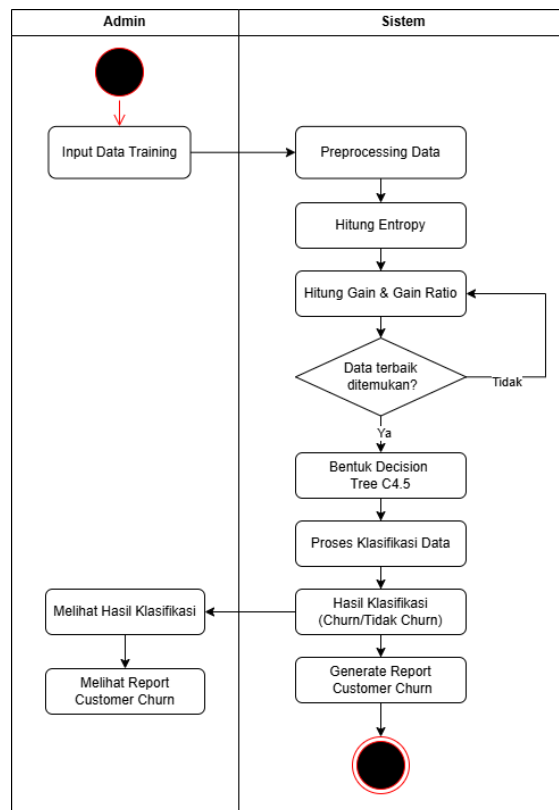 Admin
Sistem
Input Data Training
Preprocessing Data
Hitung Entropy
Hitung Gain & Gain Ratio
Data terbaik
ditemukan?
Tidak
Ya
Bentuk Decision
Tree C4.5
Proses Klasifikasi Data
Melihat Hasil Klasifikasi
Hasil Klasifikasi
(Churn/Tidak Churn)
Melihat Report
Customer Churn
Generate Report
Customer Churn